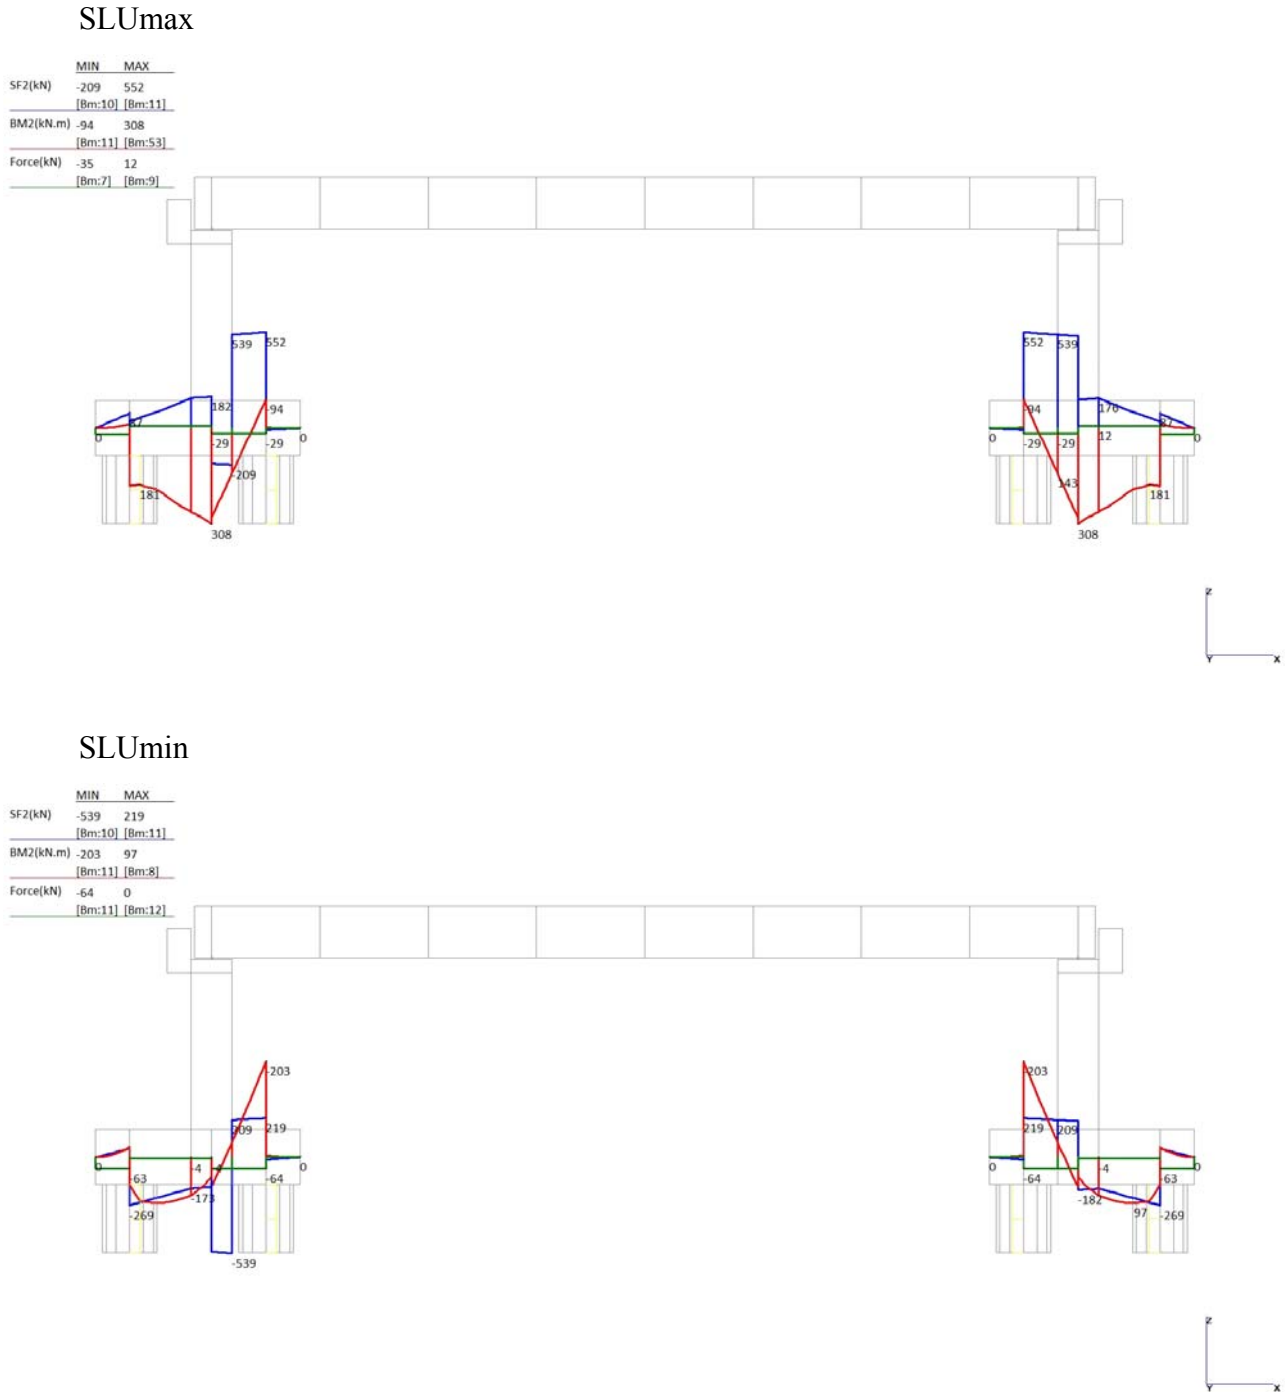 SLUmax
MIN MAX
SF2(kN) -209 552
[Bm:10] [Bm:11]
BM2(kN.m) -94 308
[Bm:11] [Bm:53]
Force(kN) -35 12
[Bm:7] [Bm:9]
539 552 552 539
182 -94 -94 176
87 87
0 -29 -29 0 0 -29 -29 12 0
-209 143
181 181
308 308
Z
Y X
SLUmin
MIN MAX
SF2(kN) -539 219
[Bm:10] [Bm:11]
BM2(kN.m) -203 97
[Bm:11] [Bm:8]
Force(kN) -64 0
[Bm:11] [Bm:12]
-203 -203
209 219 219 209
0 -4 0 0 -4 0
-63 -64 -64 -63
-173 -182
-269 97 -269
-539
Z
Y X